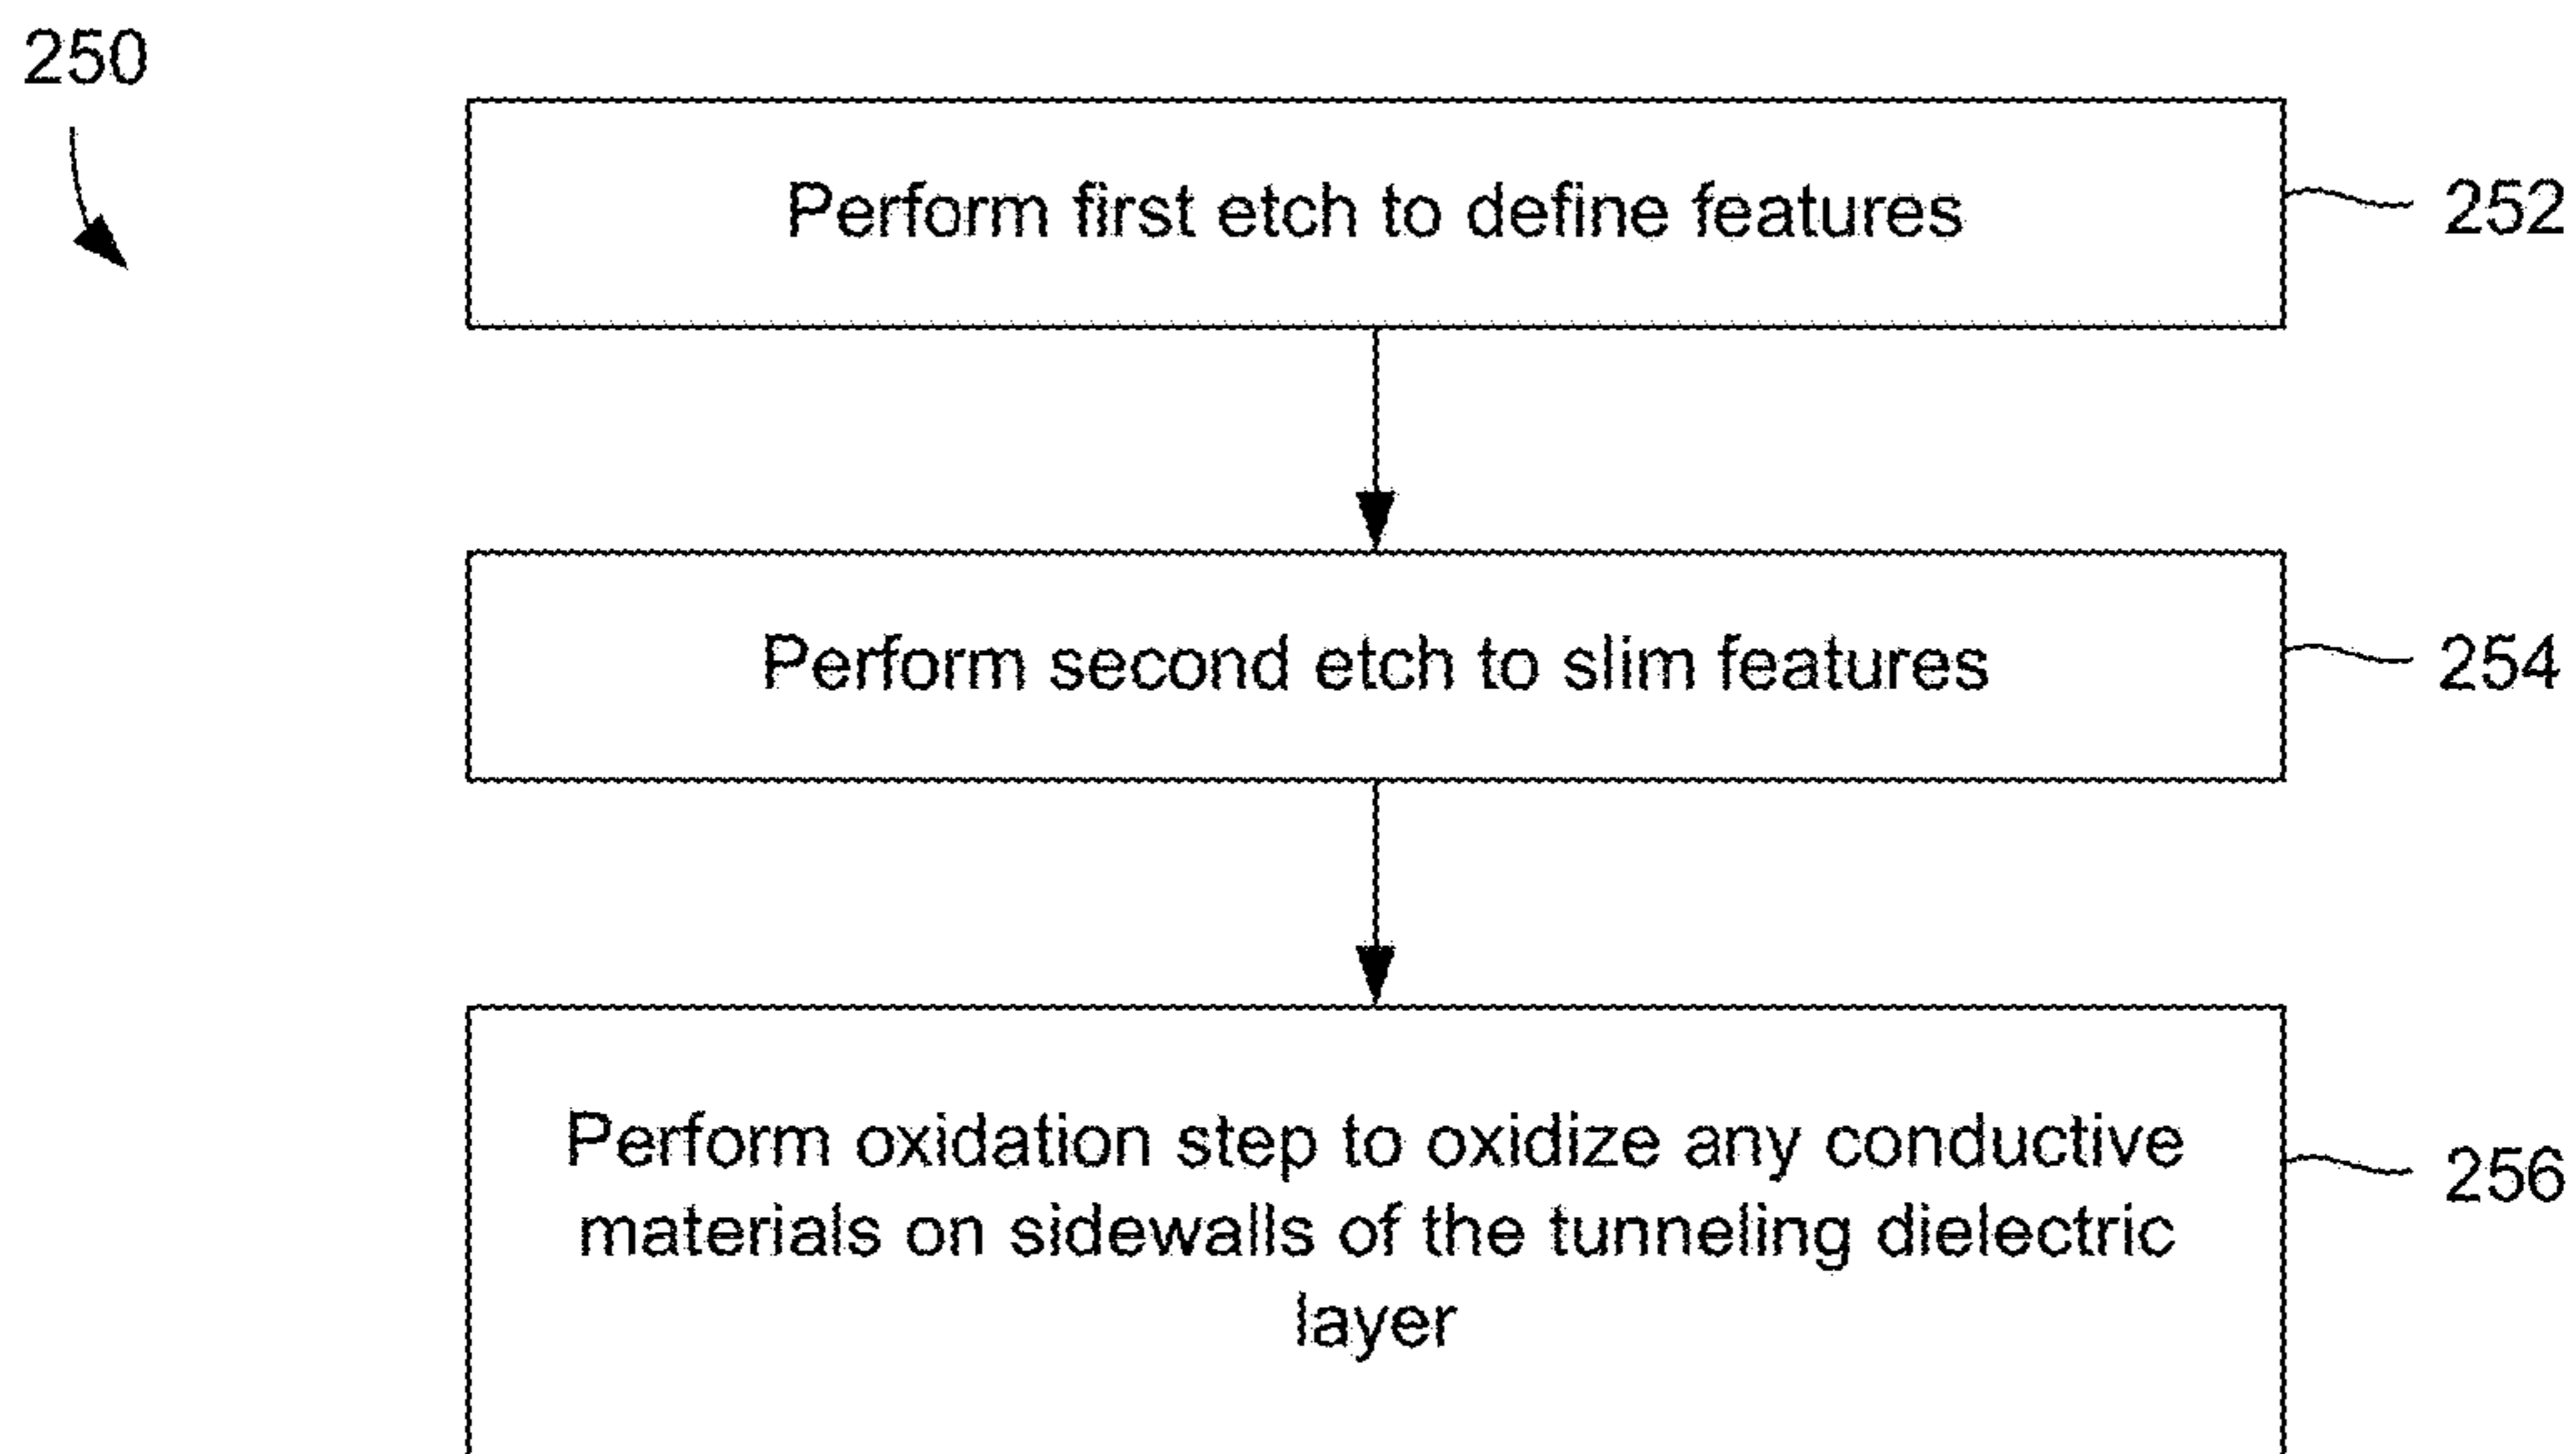 250
Perform first etch to define features
252
Perform second etch to slim features
254
Perform oxidation step to oxidize any conductive
materials on sidewalls of the tunneling dielectric
layer
256